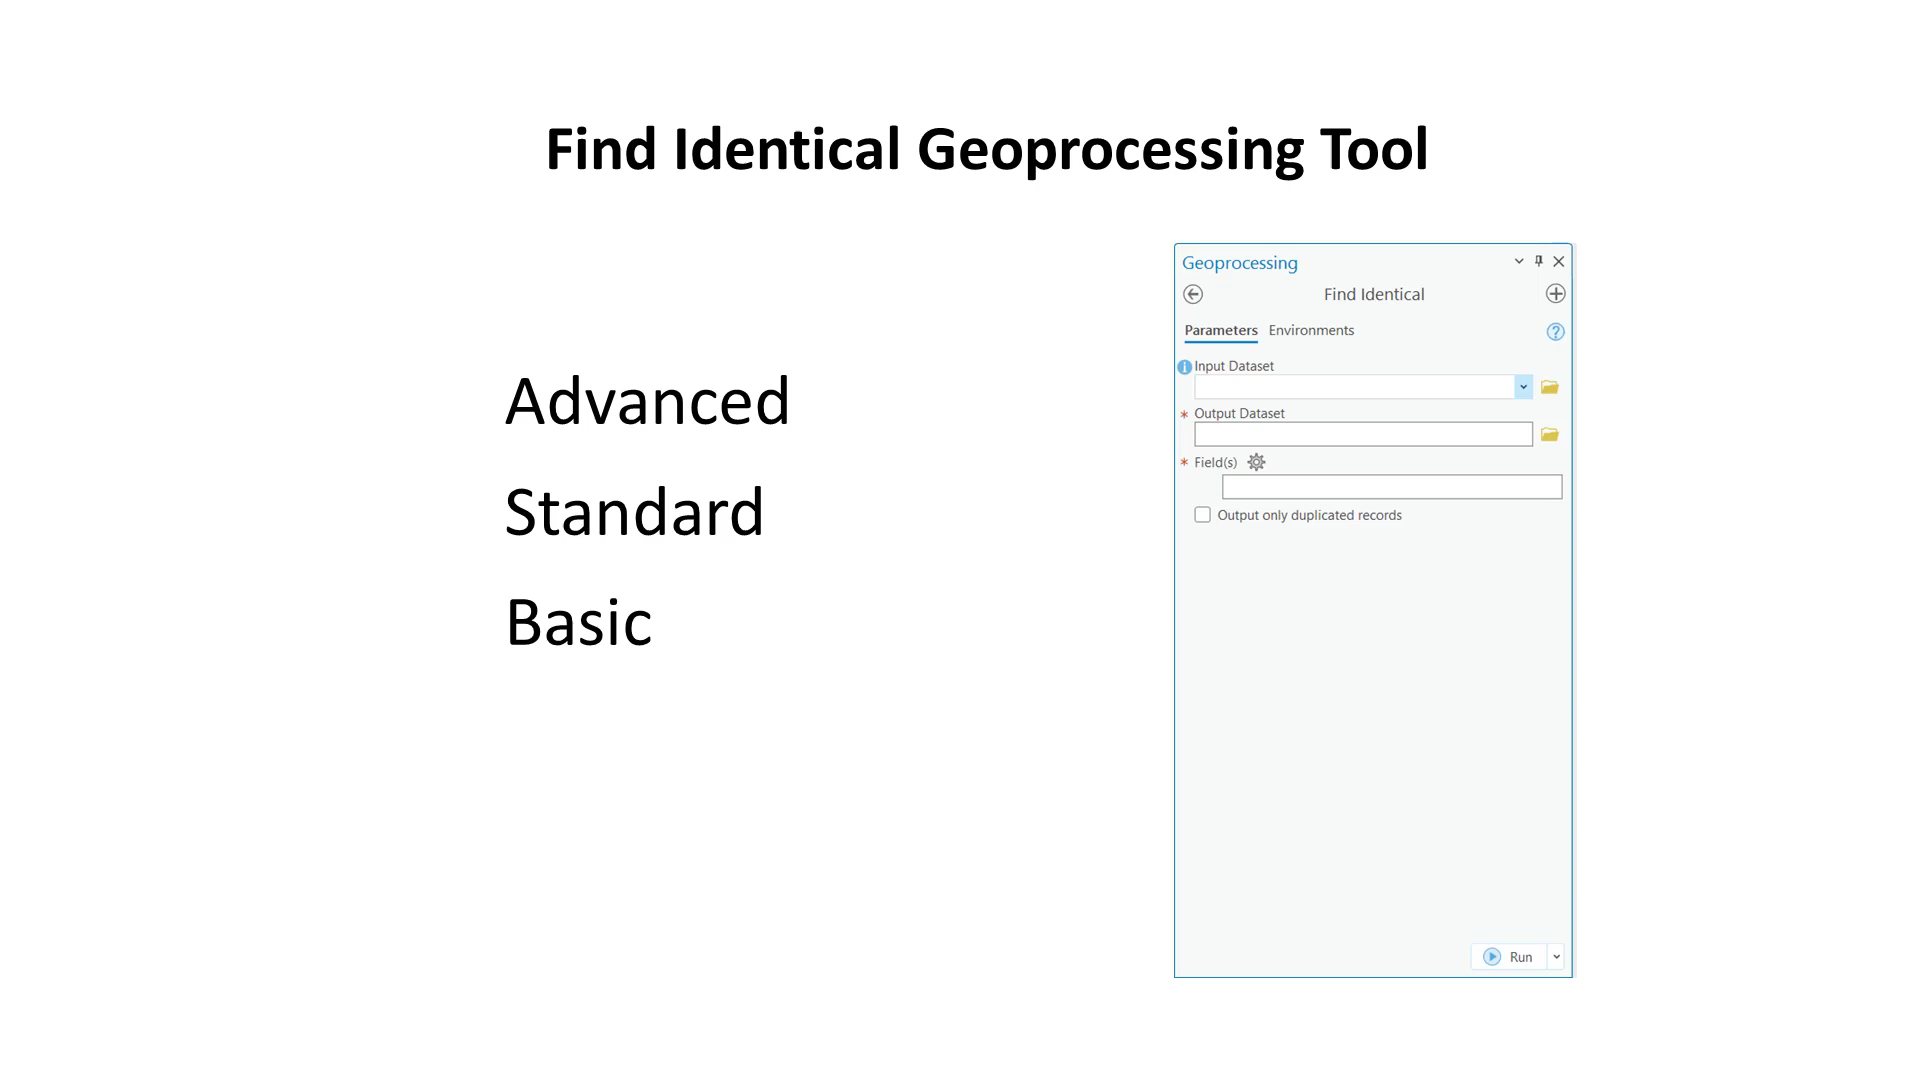 Find Identical Geoprocessing Tool
Advanced
Standard
Basic
Geoprocessing
Find Identical
Parameters Environments
Input Dataset
* Output Dataset
* Field(s)
Output only duplicated records
Run